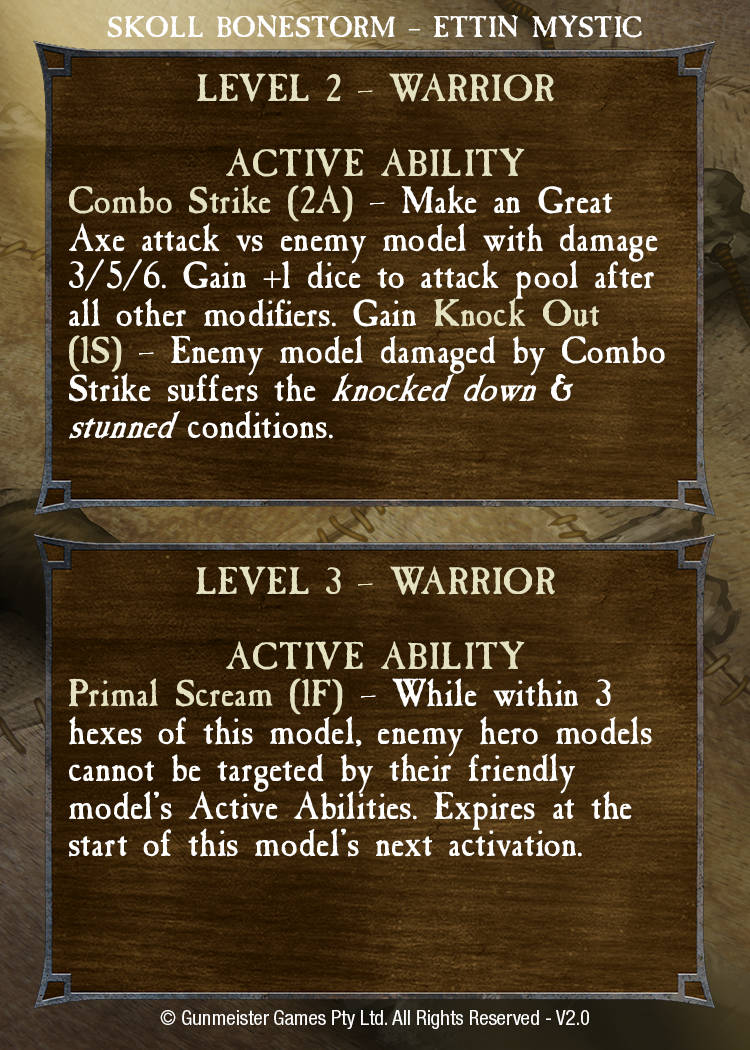 SKOLL BONESTORM – ETTIN MYSTIC
LEVEL 2 – WARRIOR
ACTIVE ABILITY
Combo Strike (2A) – Make an Great
Axe attack vs enemy model with damage
3/5/6. Gain +1 dice to attack pool after
all other modifiers. Gain Knock Out
(1S) – Enemy model damaged by Combo
Strike suffers the knocked down &
stunned conditions.
LEVEL 3 – WARRIOR
ACTIVE ABILITY
Primal Scream (1F) – While within 3
hexes of this model, enemy hero models
cannot be targeted by their friendly
model's Active Abilities. Expires at the
start of this model's next activation.
© Gunmeister Games Pty Ltd. All Rights Reserved - V2.0